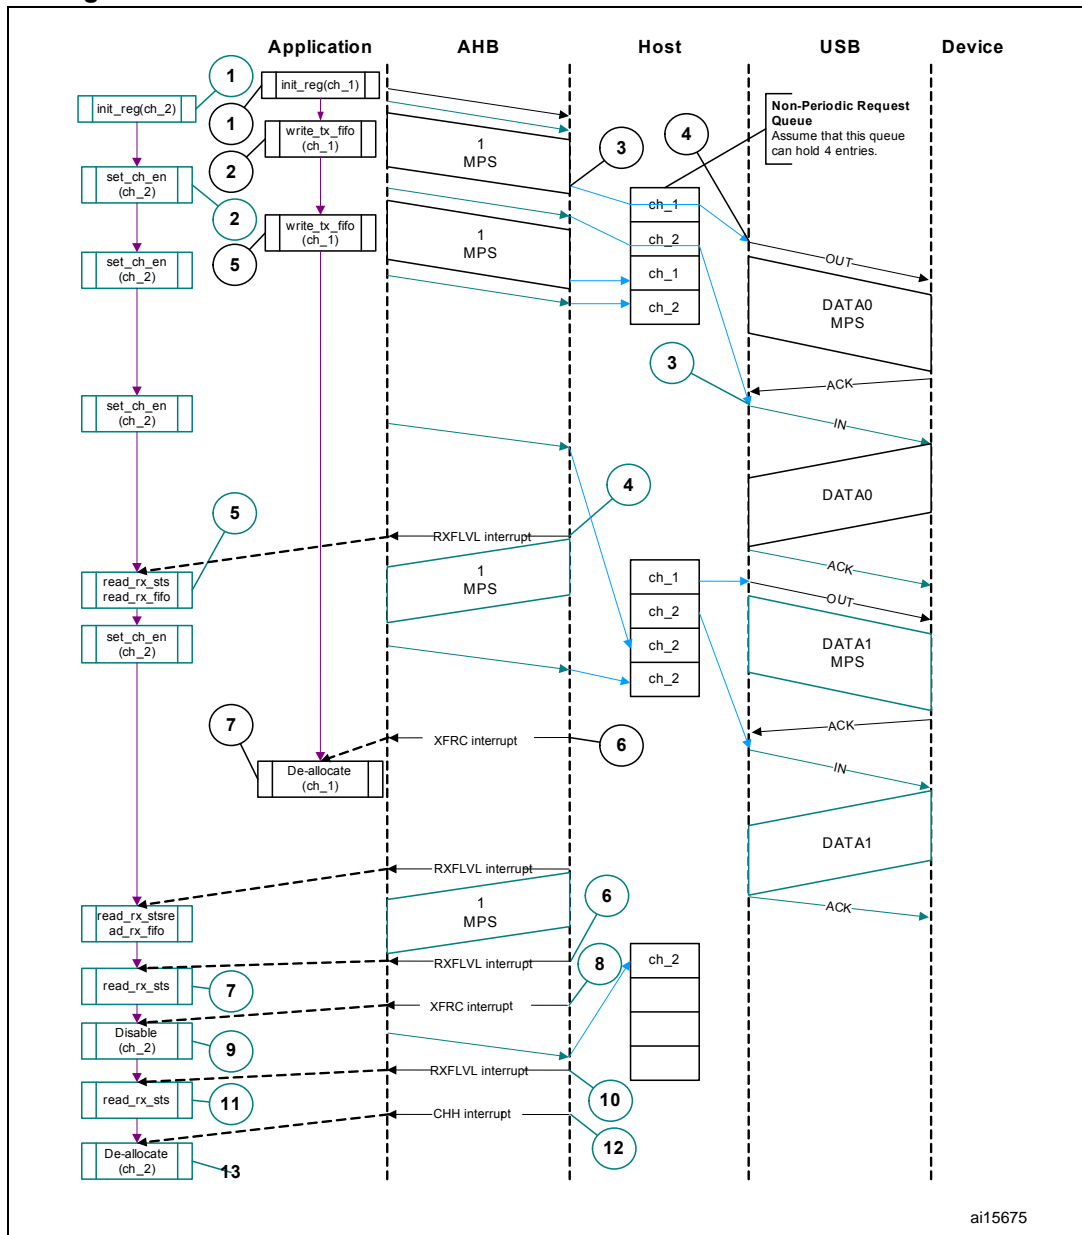 Application AHB Host USB Device
1
init_reg(ch_1)
init_reg(ch_2)
1
Non-Periodic Request
Queue
Assume that this queue
can hold 4 entries.
write_tx_fifo
(ch_1)
2
1
MPS
3
4
set_ch_en
(ch_2)
2
ch_1
ch_2
ch_1
ch_2
write_tx_fifo
(ch_1)
5
1
MPS
set_ch_en
(ch_2)
OUT
DATA0
MPS
3
ACK
set_ch_en
(ch_2)
IN
DATA0
4
5
RXFLVL interrupt
ACK
read_rx_sts
read_rx_fifo
1
MPS
ch_1
ch_2
ch_2
ch_2
OUT
set_ch_en
(ch_2)
DATA1
MPS
7
XFRC interrupt
6
ACK
De-allocate
(ch_1)
IN
DATA1
RXFLVL interrupt
6
ACK
read_rx_stsre
ad_rx_fifo
1
MPS
RXFLVL interrupt
8
ch_2
read_rx_sts
7
XFRC interrupt
Disable
(ch_2)
9
RXFLVL interrupt
10
read_rx_sts
11
CHH interrupt
12
De-allocate
(ch_2)
13
ai15675